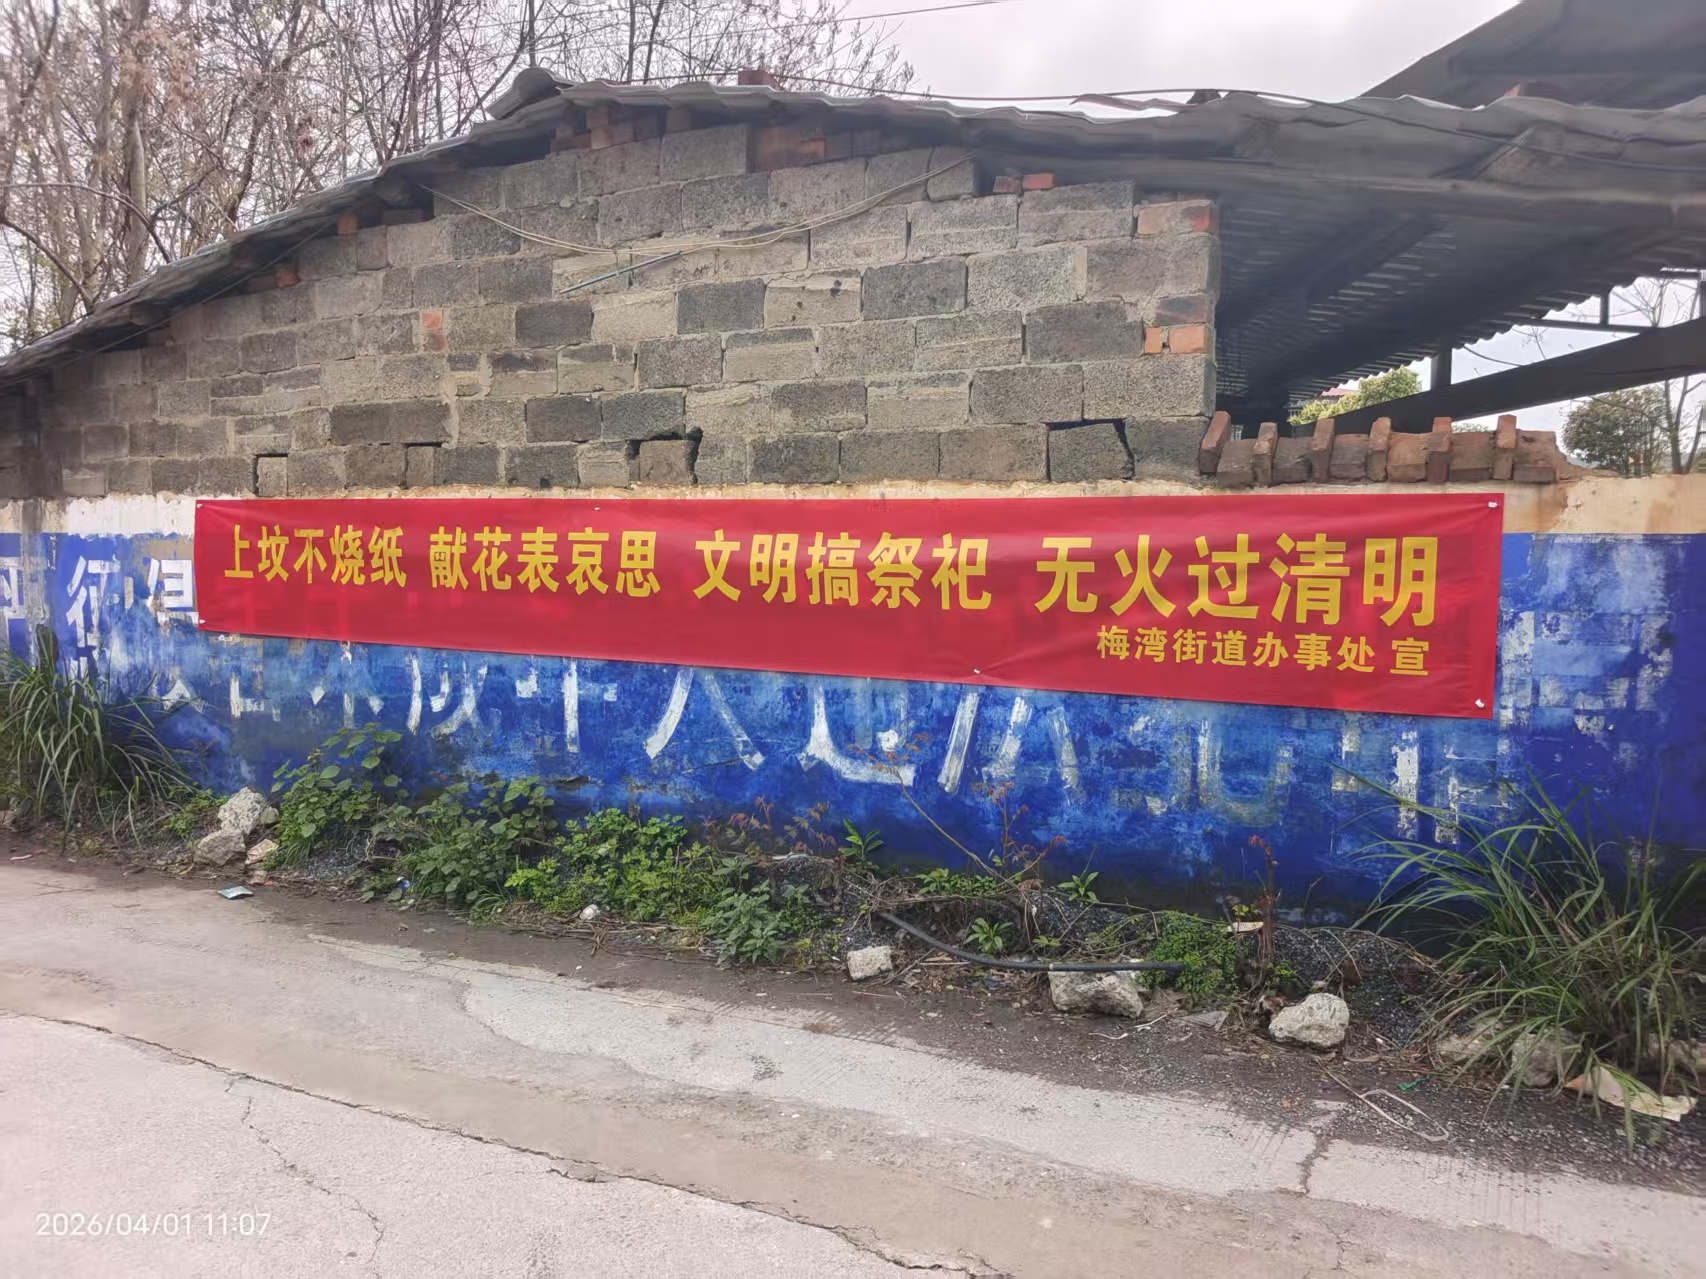 上坟不烧纸 献花表哀思 文明搞祭祀 无火过清明
梅湾街道办事处 宣
2026/04/01 11:07